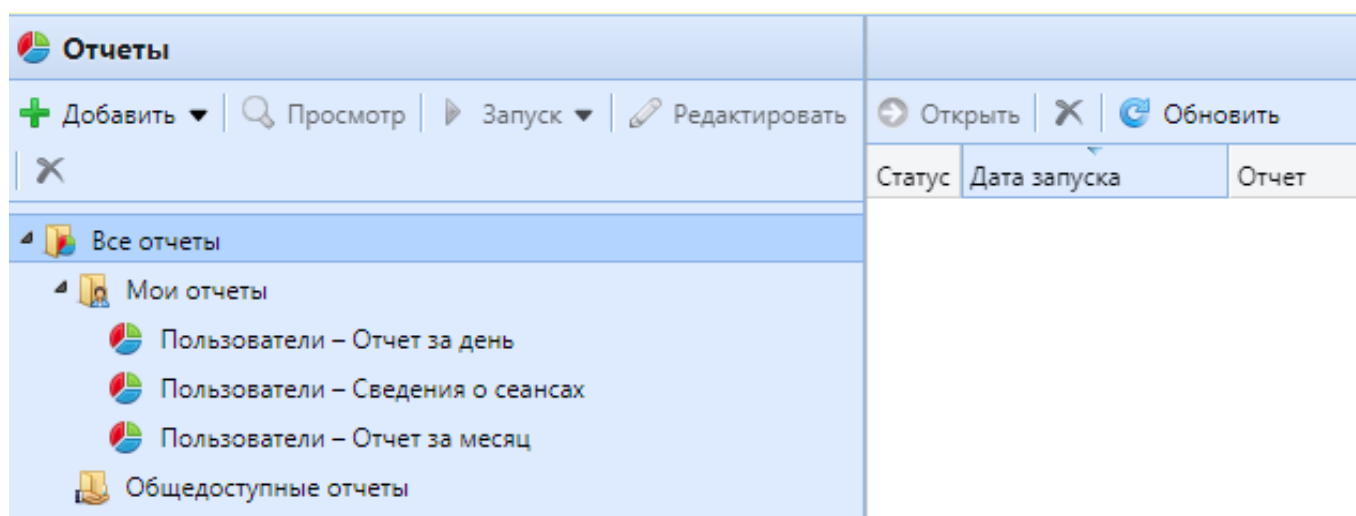 Отчеты
Добавить Просмотр Запуск Редактировать
Открыть Обновить
Статус Дата запуска Отчет
Все отчеты
Мои отчеты
Пользователи – Отчет за день
Пользователи – Сведения о сеансах
Пользователи – Отчет за месяц
Общедоступные отчеты